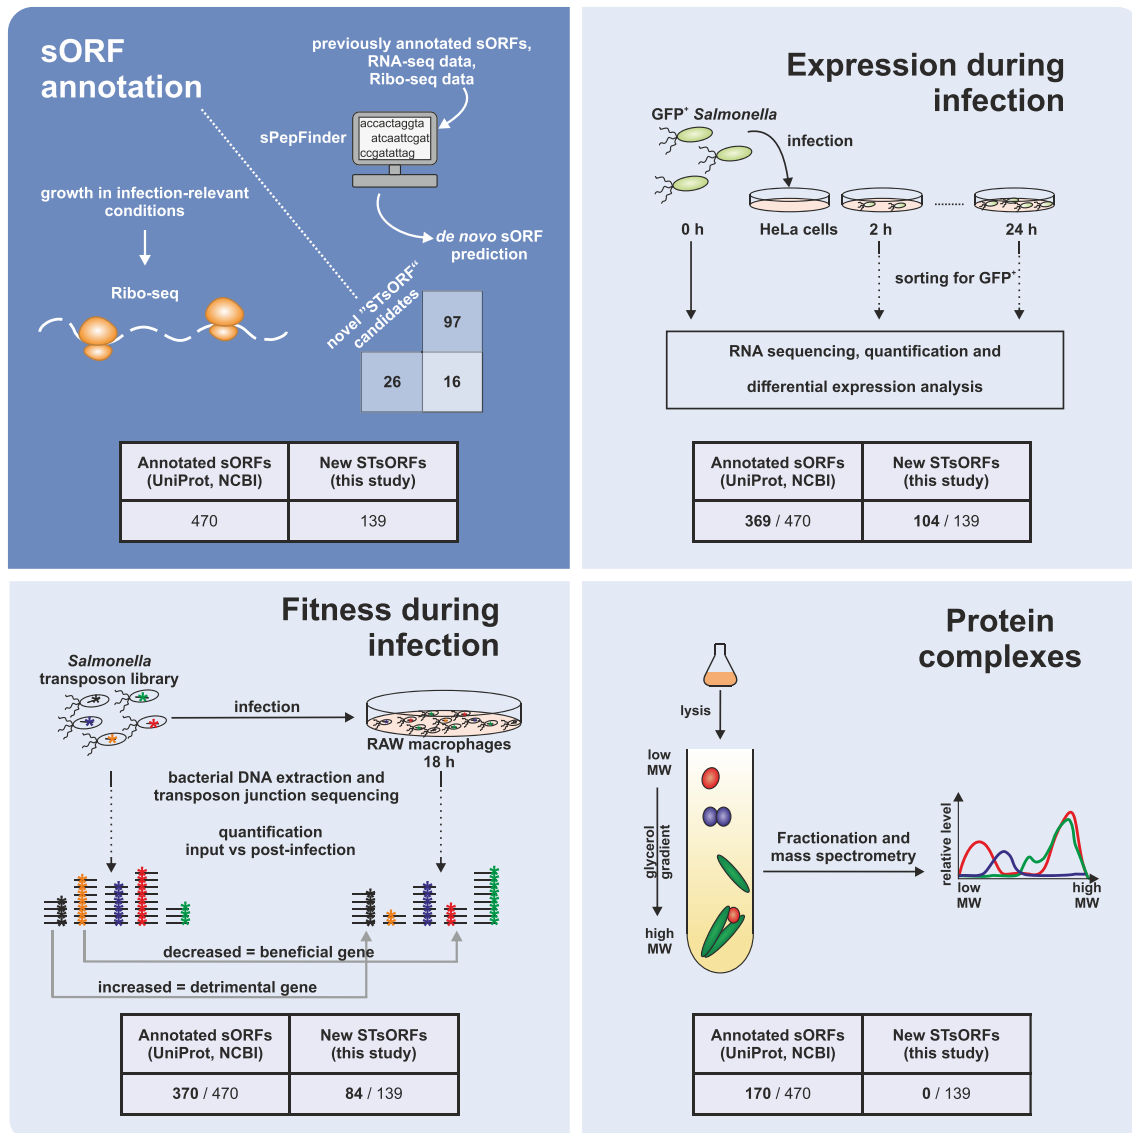 sORF
annotation
previously annotated sORFs,
RNA-seq data,
Ribo-seq data
sPepFinder
accactaggta
atcaattcgat
ccgatattag
growth in infection-relevant
conditions
de novo sORF
prediction
Ribo-seq
novel ”STsORF“
candidates
97
26
16
Annotated sORFs
(UniProt, NCBI)
New STsORFs
(this study)
470
139
Expression during
infection
GFP⁺ Salmonella
infection
0 h
HeLa cells
2 h
.........
24 h
sorting for GFP⁺
RNA sequencing, quantification and
differential expression analysis
Annotated sORFs
(UniProt, NCBI)
New STsORFs
(this study)
369 / 470
104 / 139
Fitness during
infection
Salmonella
transposon library
infection
RAW macrophages
18 h
bacterial DNA extraction and
transposon junction sequencing
quantification
input vs post-infection
decreased = beneficial gene
increased = detrimental gene
Annotated sORFs
(UniProt, NCBI)
New STsORFs
(this study)
370 / 470
84 / 139
Protein
complexes
lysis
low
MW
glycerol
gradient
high
MW
Fractionation and
mass spectrometry
relative level
low
MW
high
MW
Annotated sORFs
(UniProt, NCBI)
New STsORFs
(this study)
170 / 470
0 / 139